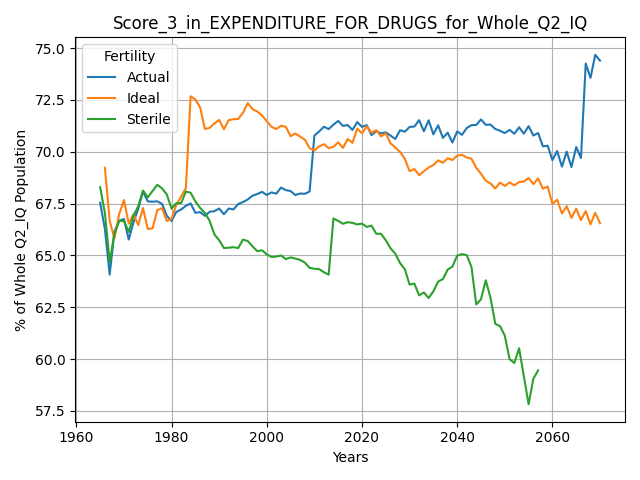 Score_3_in_EXPENDITURE_FOR_DRUGS_for_Whole_Q2_IQ
% of Whole Q2_IQ Population
75.0
72.5
70.0
67.5
65.0
62.5
60.0
57.5
Fertility
Actual
Ideal
Sterile
1960
1980
2000
2020
2040
2060
Years